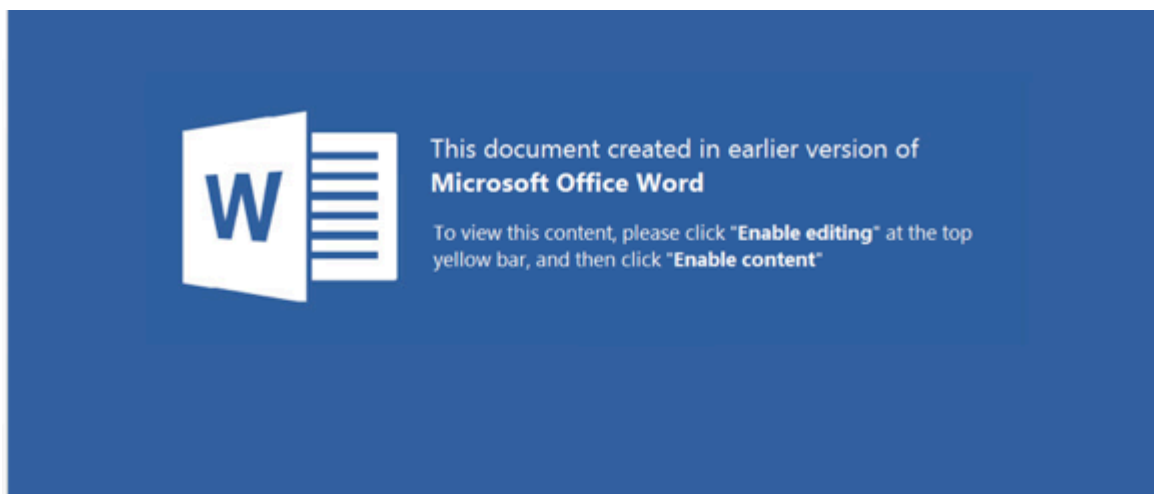 W
This document created in earlier version of
Microsoft Office Word
To view this content, please click "Enable editing" at the top
yellow bar, and then click "Enable content"